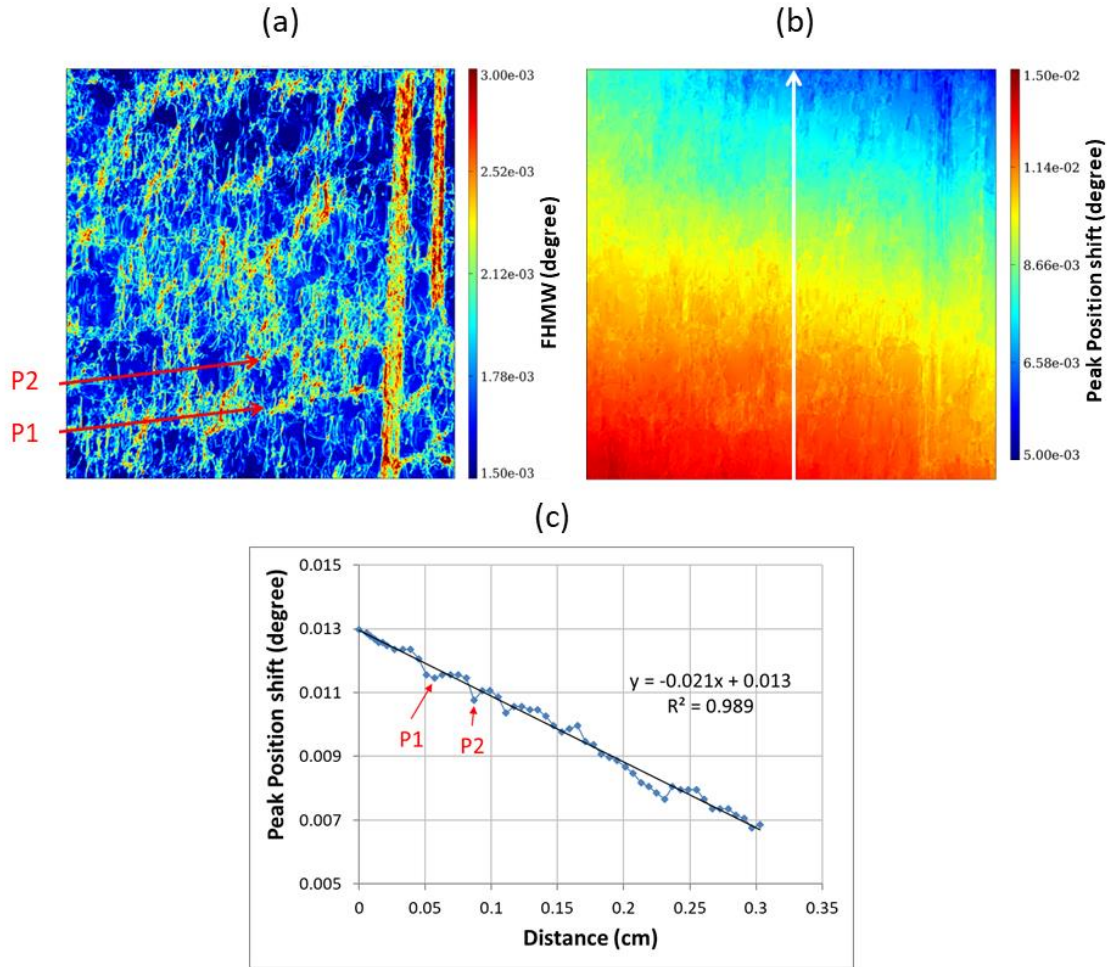 (a)
(b)
3.00e-03
2.52e-03
2.12e-03
1.78e-03
1.50e-03
FHMW (degree)
P2
P1
1.50e-02
1.14e-02
8.66e-03
6.58e-03
5.00e-03
Peak Position shift (degree)
(c)
Peak Position shift (degree)
0.015
0.013
0.011
0.009
0.007
0.005
y = -0.021x + 0.013
R² = 0.989
P1
P2
0
0.05
0.1
0.15
0.2
0.25
0.3
0.35
Distance (cm)